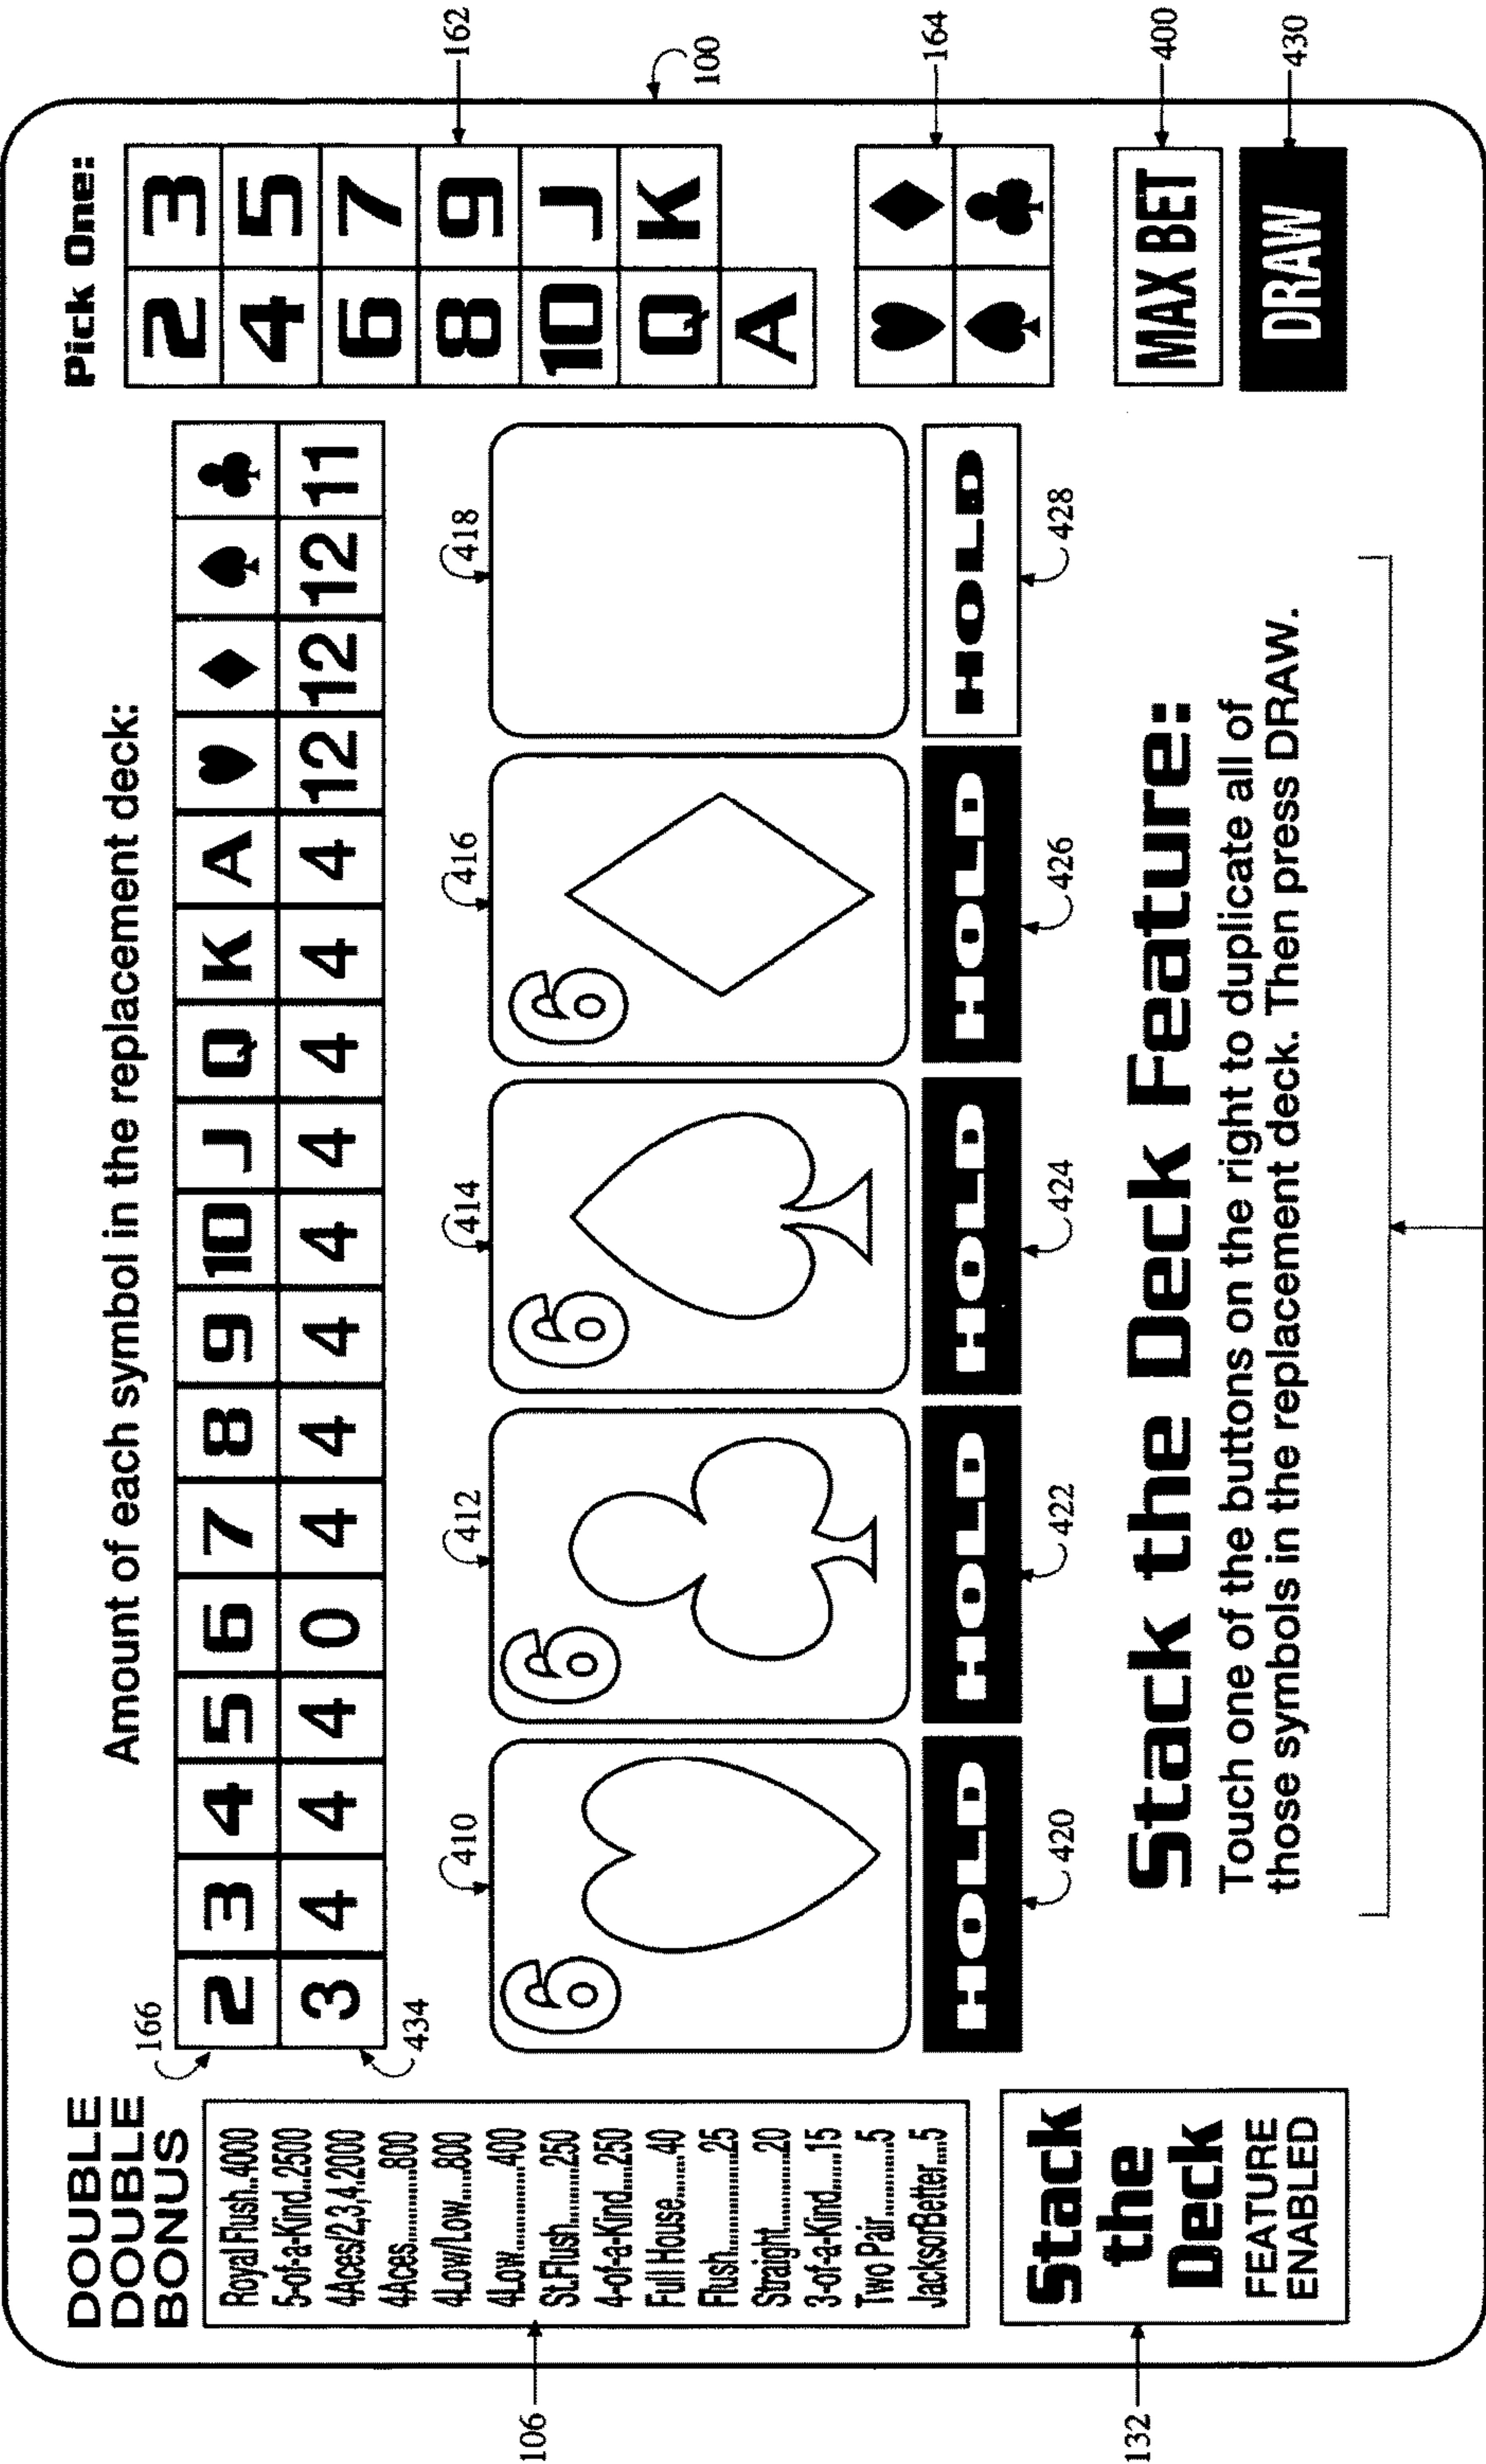 DOUBLE
DOUBLE
BONUS
Royal Flush...4000
5-of-a-Kind...2500
4Aces/2,3,4.2000
4Aces...........800
4Low/Low.....800
4Low............400
St.Flush.........250
4-of-a-Kind...250
Full House.....40
Flush............25
Straight.........20
3-of-a-Kind...15
Two Pair.......5
JacksorBetter....5
106
Stack
the
Deck
FEATURE
ENABLED
132
Amount of each symbol in the replacement deck:
166
2 3 4 5 6 7 8 9 10 J Q K A ♥ ♦ ♠ ♣
3 4 4 4 0 4 4 4 4 4 4 4 4 12 12 12 11
434
410 412 414 416 418
6 6 6 6
HOLD HOLD HOLD HOLD HOLD
420 422 424 426 428
Stack the Deck Feature:
Touch one of the buttons on the right to duplicate all of
those symbols in the replacement deck. Then press DRAW.
Pick One:
2 3
4 5
6 7
8 9
10 J
Q K
A
♥ ♦
♠ ♣
MAX BET
DRAW
162
100
164
400
430